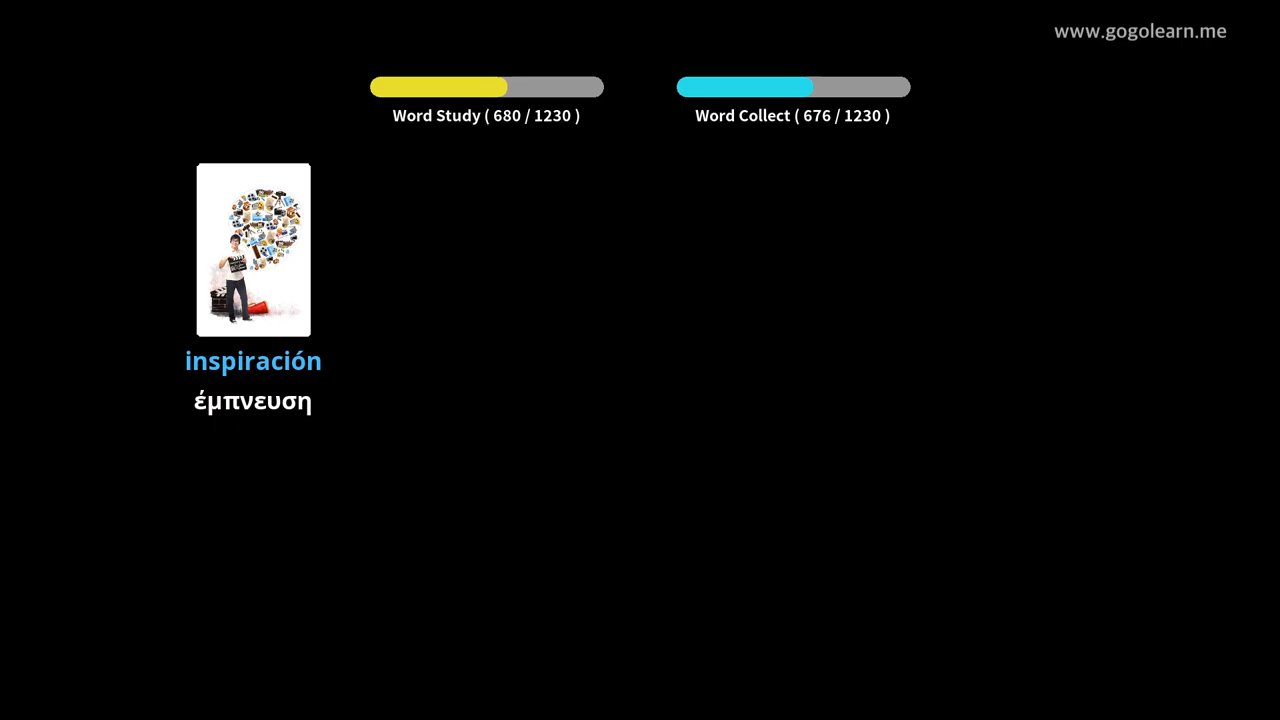 www.gogolearn.me
Word Study ( 680 / 1230 )
Word Collect ( 676 / 1230 )
inspiración
έμπνευση